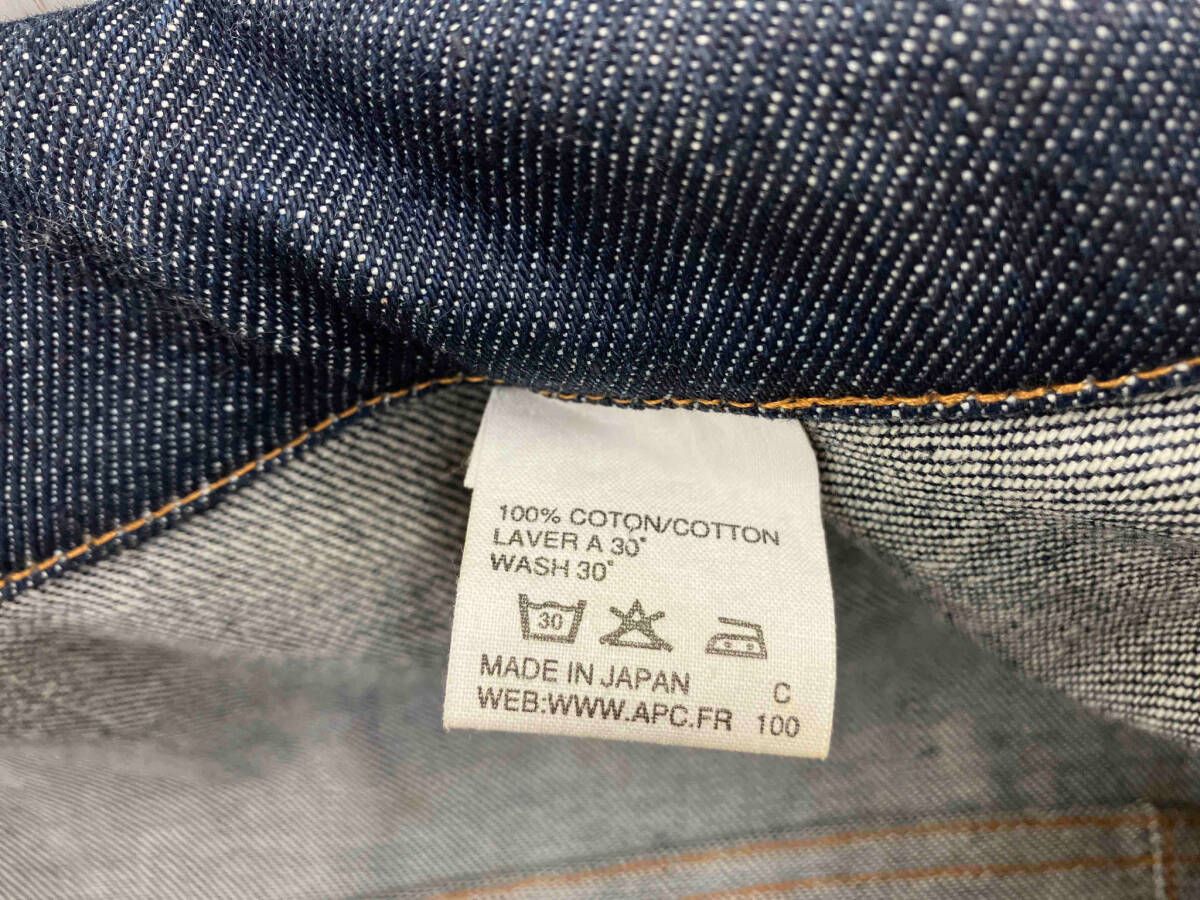 100% COTON/COTTON
LAVER A 30°
WASH 30°
30
MADE IN JAPAN C
WEB:WWW.APC.FR 100